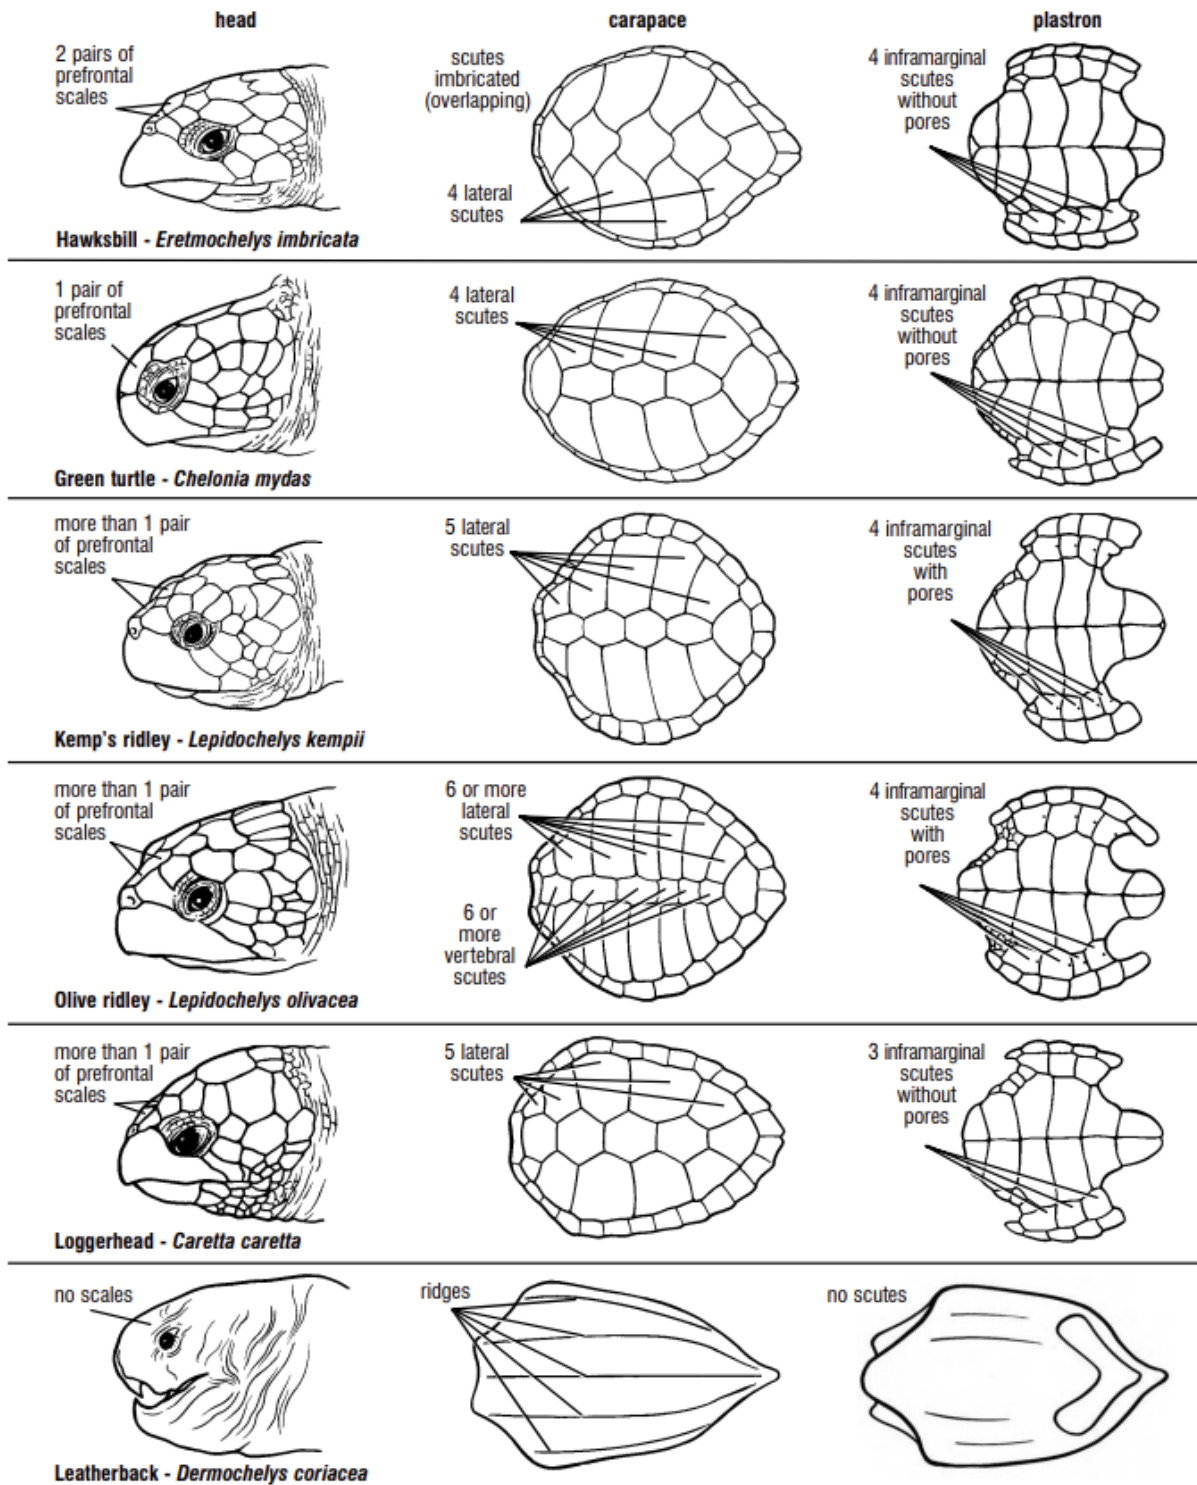 head
carapace
plastron
2 pairs of
prefrontal
scales
scutes
imbricated
(overlapping)
4 lateral
scutes
4 inframarginal
scutes
without
pores
Hawksbill - Eretmochelys imbricata
1 pair of
prefrontal
scales
4 lateral
scutes
4 inframarginal
scutes
without
pores
Green turtle - Chelonia mydas
more than 1 pair
of prefrontal
scales
5 lateral
scutes
4 inframarginal
scutes
with
pores
Kemp's ridley - Lepidochelys kempii
more than 1 pair
of prefrontal
scales
6 or more
lateral
scutes
6 or
more
vertebral
scutes
4 inframarginal
scutes
with
pores
Olive ridley - Lepidochelys olivacea
more than 1 pair
of prefrontal
scales
5 lateral
scutes
3 inframarginal
scutes
without
pores
Loggerhead - Caretta caretta
no scales
ridges
no scutes
Leatherback - Dermochelys coriacea